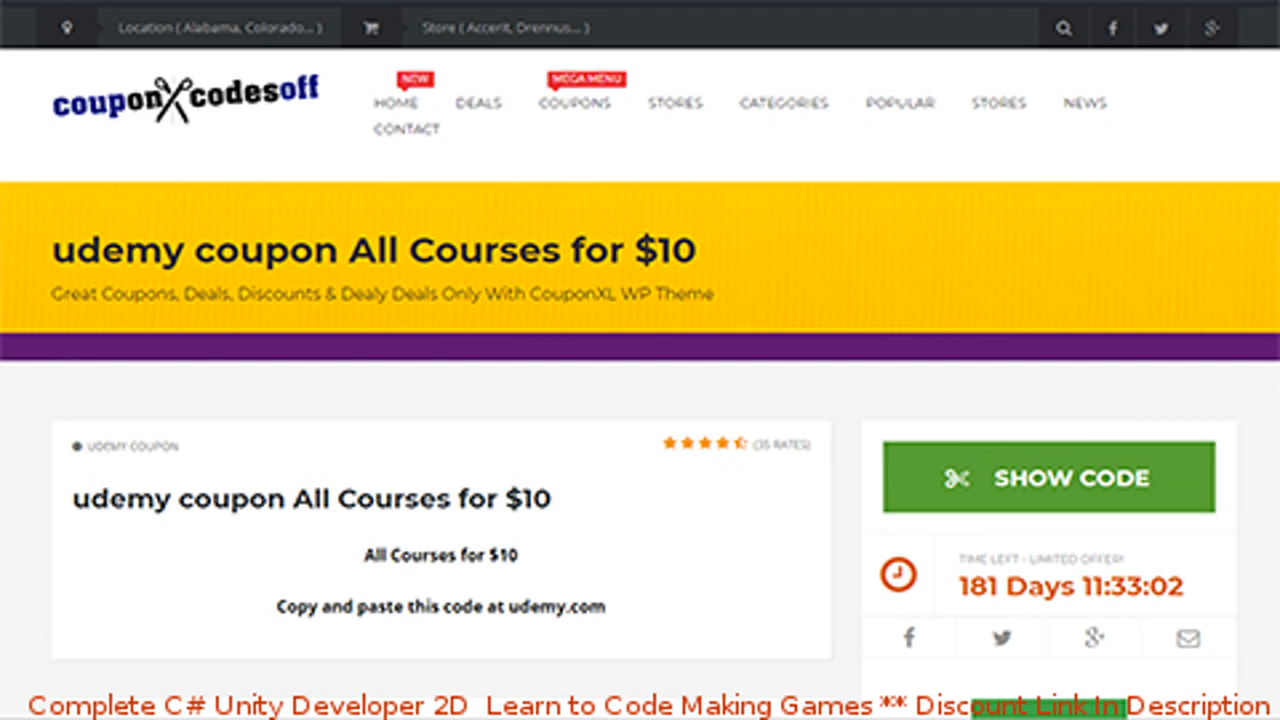 Location ( Alabama, Colorado... )
Store ( Accerit, Drennus... )
couponXcodesoff
NEW
MEGA MENU
HOME DEALS COUPONS STORES CATEGORIES POPULAR STORES NEWS
CONTACT
udemy coupon All Courses for $10
Great Coupons, Deals, Discounts & Dealy Deals Only With CouponXL WP Theme
UDEMY COUPON
(35 RATES)
udemy coupon All Courses for $10
All Courses for $10
Copy and paste this code at udemy.com
SHOW CODE
TIME LEFT - LIMITED OFFER!
181 Days 11:33:02
Complete C# Unity Developer 2D Learn to Code Making Games ** Discount Link In Description